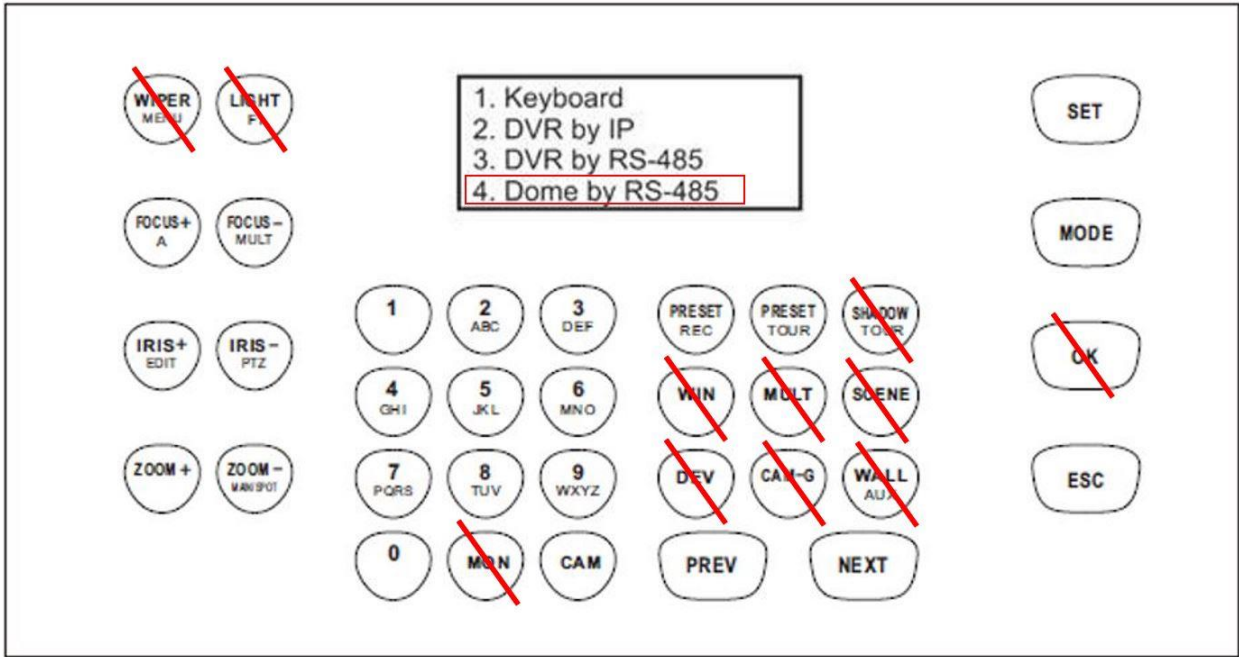 WIPER
MENU
LIGHT
FN
1. Keyboard
2. DVR by IP
3. DVR by RS-485
4. Dome by RS-485
SET
FOCUS+
A
FOCUS-
MULT
MODE
1
2
ABC
3
DEF
PRESET
REC
PRESET
TOUR
SHADOW
TOUR
IRIS+
EDIT
IRIS-
PTZ
OK
4
GHI
5
JKL
6
MNO
WIN
MULT
SCENE
ZOOM+
ZOOM-
MAIN/SPOT
7
PQRS
8
TUV
9
WXYZ
DEV
CAM-G
WALL
AUX
ESC
0
MON
CAM
PREV
NEXT